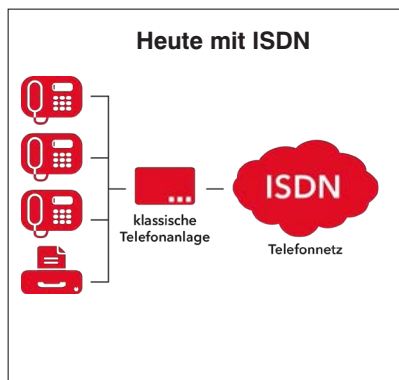 Heute mit ISDN
ISDN
klassische
Telefonanlage
Telefonnetz